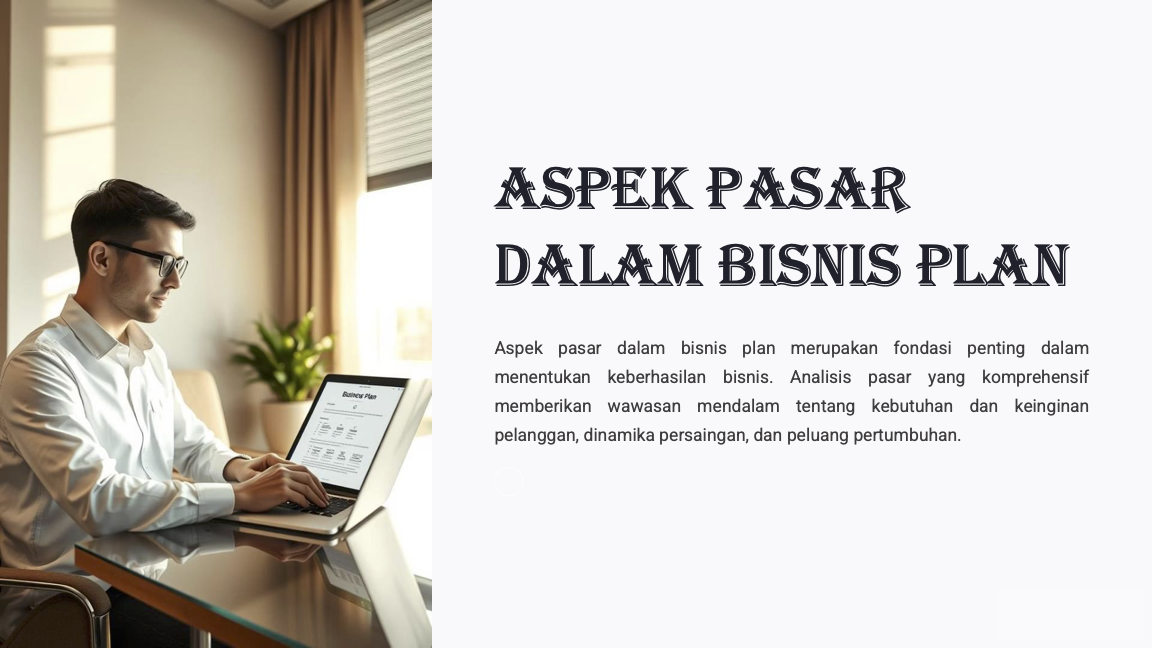 ASPEK PASAR
DALAM BISNIS PLAN
Aspek pasar dalam bisnis plan merupakan fondasi penting dalam
menentukan keberhasilan bisnis. Analisis pasar yang komprehensif
memberikan wawasan mendalam tentang kebutuhan dan keinginan
pelanggan, dinamika persaingan, dan peluang pertumbuhan.
Business Plan